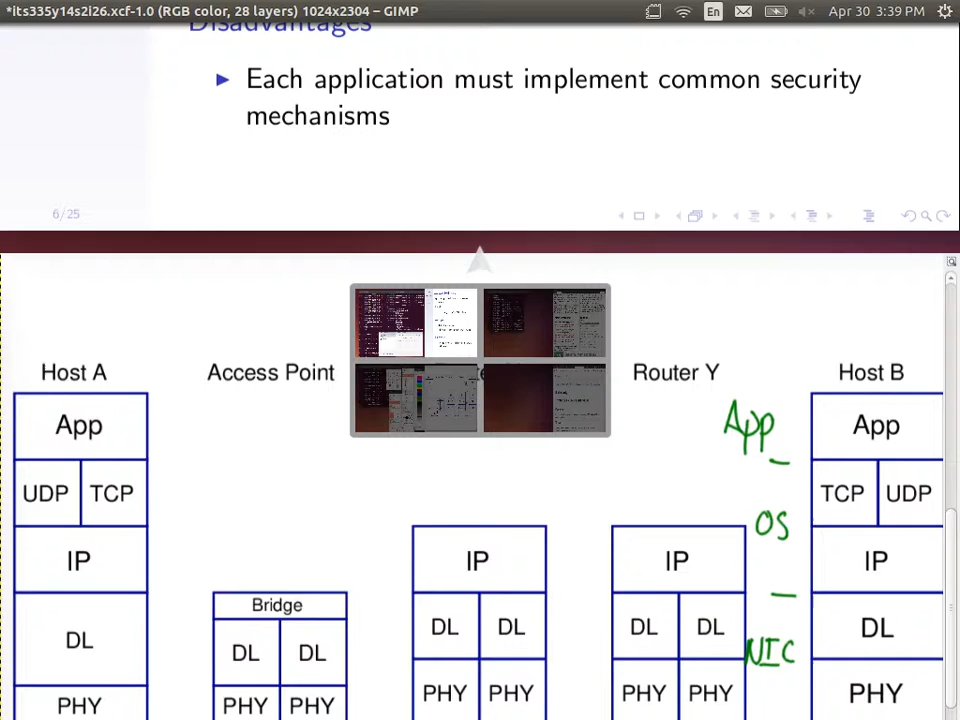 *its335y14s2i26.xcf-1.0 (RGB color, 28 layers) 1024x2304 – GIMP
En
Apr 30 3:39 PM
Disadvantages
Each application must implement common security
mechanisms
6/25
Host A
Access Point
Router Y
Host B
App
App
App
UDP
TCP
OS
TCP
UDP
IP
IP
IP
IP
Bridge
DL
DL
DL
DL
DL
DL
DL
NIC
DL
PHY
PHY
PHY
PHY
PHY
PHY
PHY
PHY